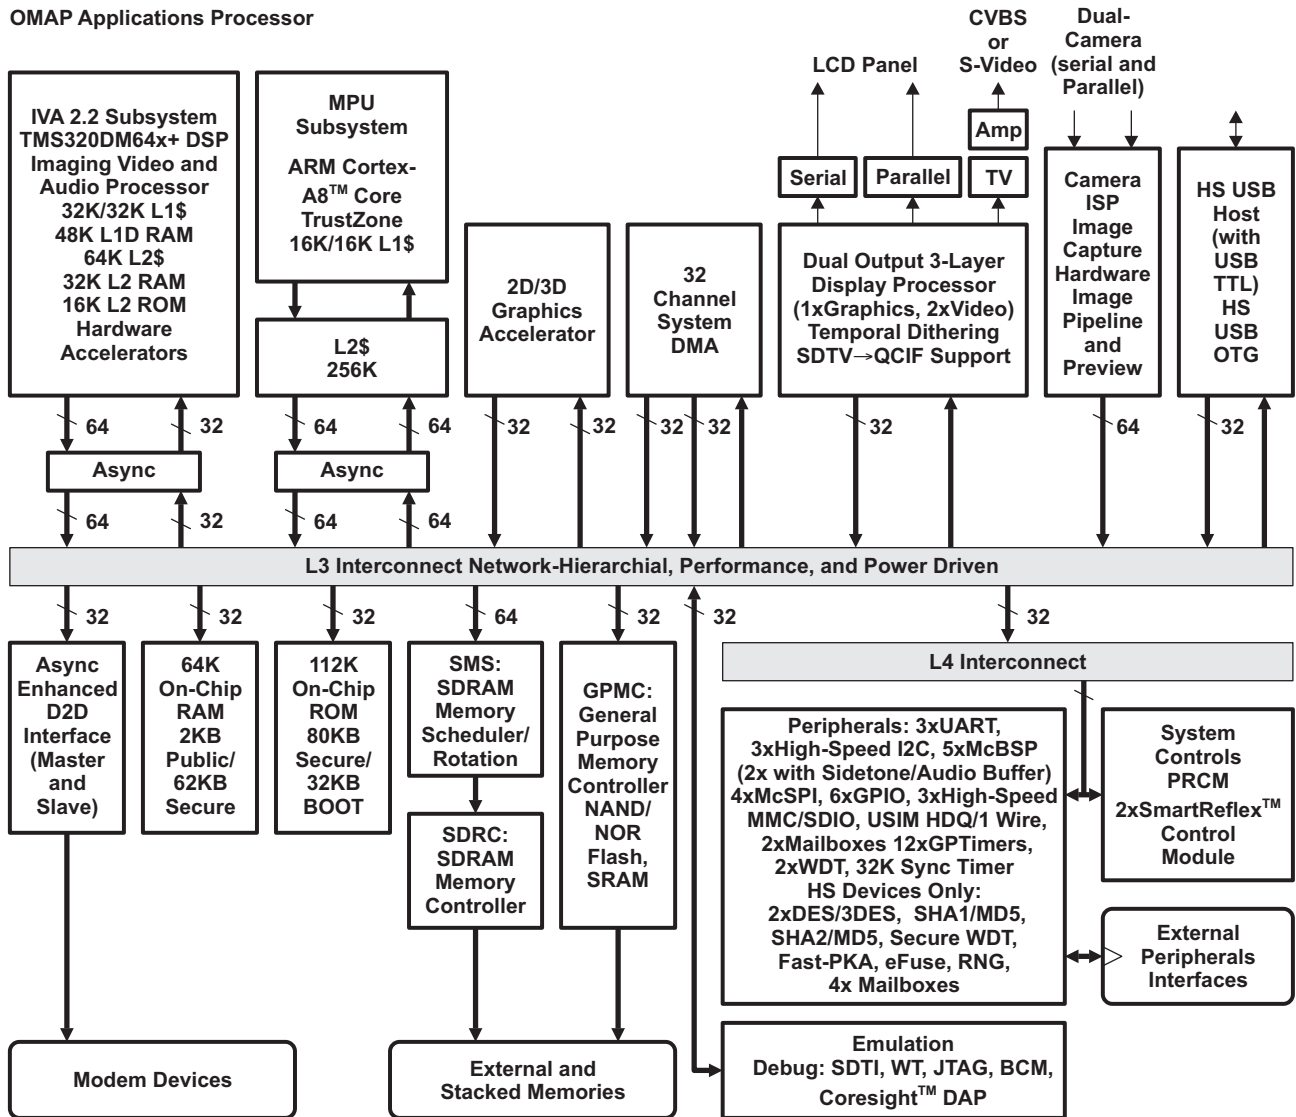 OMAP Applications Processor
CVBS
or
S-Video
Dual-
Camera
(serial and
Parallel)
LCD Panel
Amp
Serial
Parallel
TV
IVA 2.2 Subsystem
TMS320DM64x+ DSP
Imaging Video and
Audio Processor
32K/32K L1$
48K L1D RAM
64K L2$
32K L2 RAM
16K L2 ROM
Hardware
Accelerators
MPU
Subsystem
ARM Cortex-
A8™ Core
TrustZone
16K/16K L1$
L2$
256K
2D/3D
Graphics
Accelerator
32
Channel
System
DMA
Dual Output 3-Layer
Display Processor
(1xGraphics, 2xVideo)
Temporal Dithering
SDTV→QCIF Support
Camera
ISP
Image
Capture
Hardware
Image
Pipeline
and
Preview
HS USB
Host
(with
USB
TTL)
HS
USB
OTG
64
32
64
64
32
32
32
32
32
64
32
Async
Async
64
32
64
64
L3 Interconnect Network-Hierarchial, Performance, and Power Driven
32
32
32
64
32
32
32
Async
Enhanced
D2D
Interface
(Master
and
Slave)
64K
On-Chip
RAM
2KB
Public/
62KB
Secure
112K
On-Chip
ROM
80KB
Secure/
32KB
BOOT
SMS:
SDRAM
Memory
Scheduler/
Rotation
SDRC:
SDRAM
Memory
Controller
GPMC:
General
Purpose
Memory
Controller
NAND/
NOR
Flash,
SRAM
L4 Interconnect
Peripherals: 3xUART,
3xHigh-Speed I2C, 5xMcBSP
(2x with Sidetone/Audio Buffer)
4xMcSPI, 6xGPIO, 3xHigh-Speed
MMC/SDIO, USIM HDQ/1 Wire,
2xMailboxes 12xGPTimers,
2xWDT, 32K Sync Timer
HS Devices Only:
2xDES/3DES, SHA1/MD5,
SHA2/MD5, Secure WDT,
Fast-PKA, eFuse, RNG,
4x Mailboxes
System
Controls
PRCM
2xSmartReflex™
Control
Module
External
Peripherals
Interfaces
Modem Devices
External and
Stacked Memories
Emulation
Debug: SDTI, WT, JTAG, BCM,
Coresight™ DAP